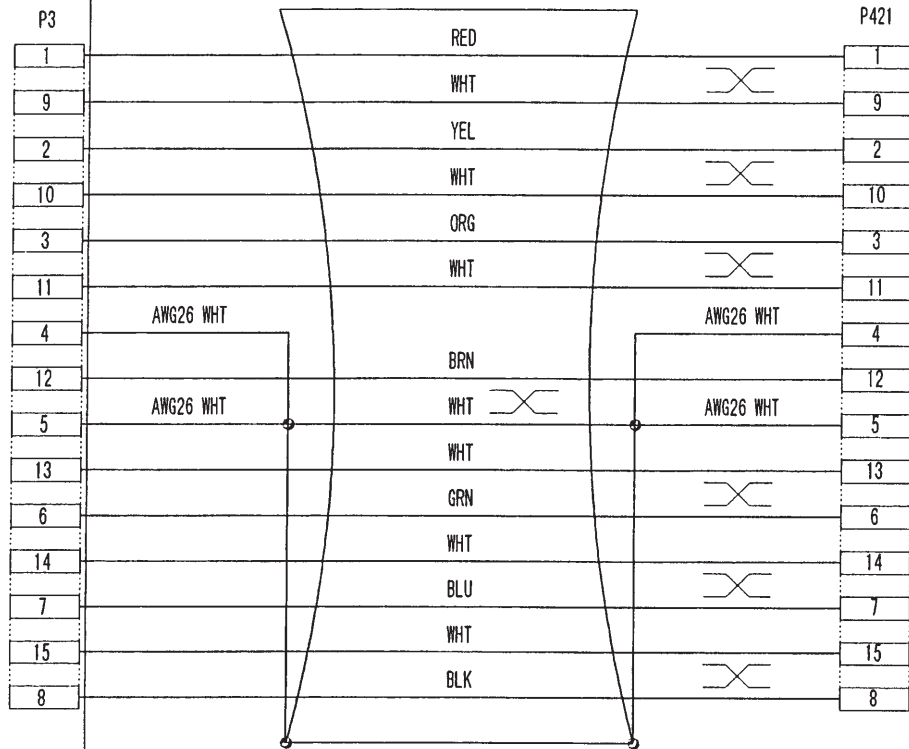 P3 P421
RED
1 1
WHT
9 9
YEL
2 2
WHT
10 10
ORG
3 3
WHT
11 11
AWG26 WHT AWG26 WHT
4 4
BRN
12 12
AWG26 WHT WHT AWG26 WHT
5 5
WHT
13 13
GRN
6 6
WHT
14 14
BLU
7 7
WHT
15 15
BLK
8 8